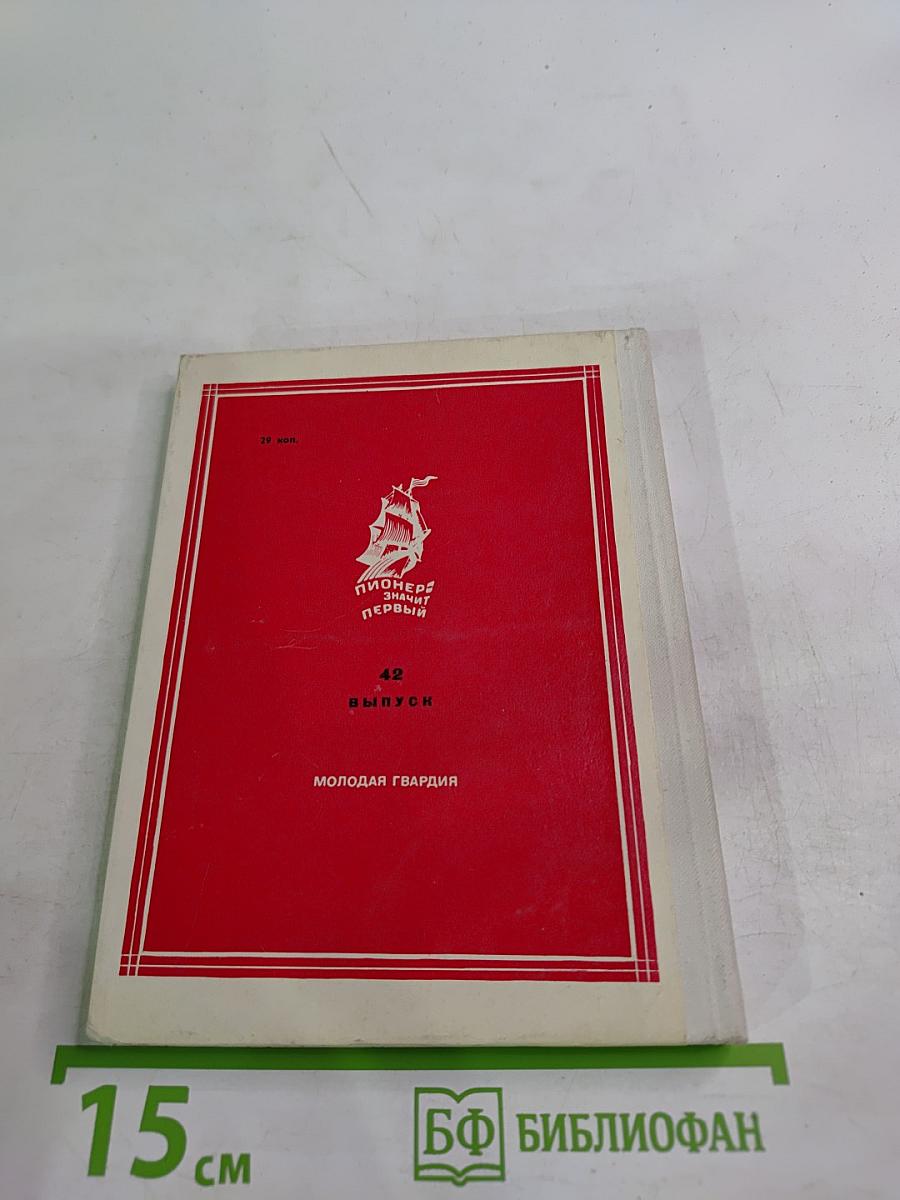 29 коп.
ПИОНЕР-
ЗНАЧИТ
ПЕРВЫЙ
42
ВЫПУСК
МОЛОДАЯ ГВАРДИЯ
15 см
БФ БИБЛИОФАН